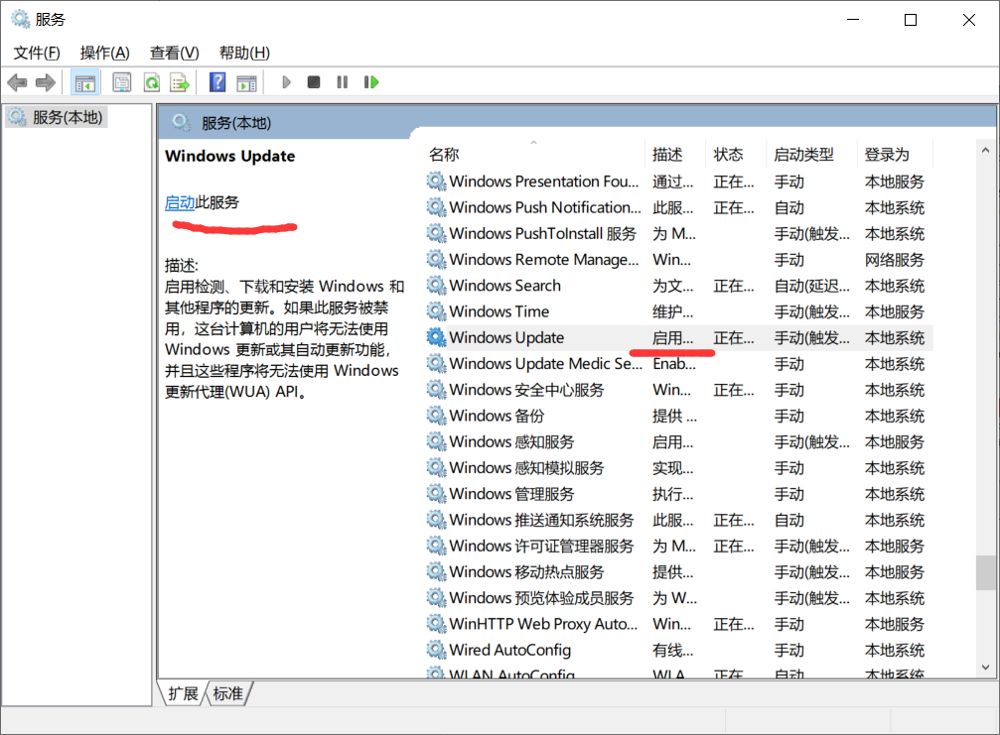 服务
文件(F) 操作(A) 查看(V) 帮助(H)
服务(本地)
服务(本地)
Windows Update
启动此服务
描述:
启用检测、下载和安装 Windows 和
其他程序的更新。如果此服务被禁
用，这台计算机的用户将无法使用
Windows 更新或其自动更新功能，
并且这些程序将无法使用 Windows
更新代理(WUA) API。
名称 描述 状态 启动类型 登录为
Windows Presentation Fou... 通过... 正在... 手动 本地服务
Windows Push Notification... 此服... 正在... 自动 本地系统
Windows PushToInstall 服务 为 M... 手动(触发... 本地系统
Windows Remote Manage... Win... 手动 网络服务
Windows Search 为文... 正在... 自动(延迟... 本地系统
Windows Time 维护... 手动(触发... 本地服务
Windows Update 启用... 正在... 手动(触发... 本地系统
Windows Update Medic Se... Enab... 手动 本地系统
Windows 安全中心服务 Win... 正在... 手动 本地系统
Windows 备份 提供 ... 手动 本地系统
Windows 感知服务 启用... 手动(触发... 本地服务
Windows 感知模拟服务 实现... 手动 本地系统
Windows 管理服务 执行... 手动 本地系统
Windows 推送通知系统服务 此服... 正在... 自动 本地系统
Windows 许可证管理器服务 为 M... 正在... 手动(触发... 本地服务
Windows 移动热点服务 提供... 手动(触发... 本地服务
Windows 预览体验成员服务 为 W... 手动(触发... 本地系统
WinHTTP Web Proxy Auto... Win... 正在... 手动 本地服务
Wired AutoConfig 有线... 手动 本地系统
WLAN AutoConfig WLA 正在 自动 本地系统
扩展 标准